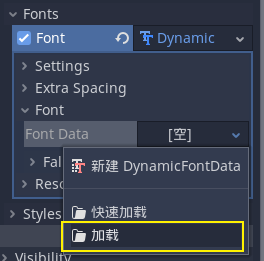 Fonts
Font Dynamic
Settings
Extra Spacing
Font
Font Data [空]
Fal
新建 DynamicFontData
Reso
快速加载
Styles
加载
Visibility